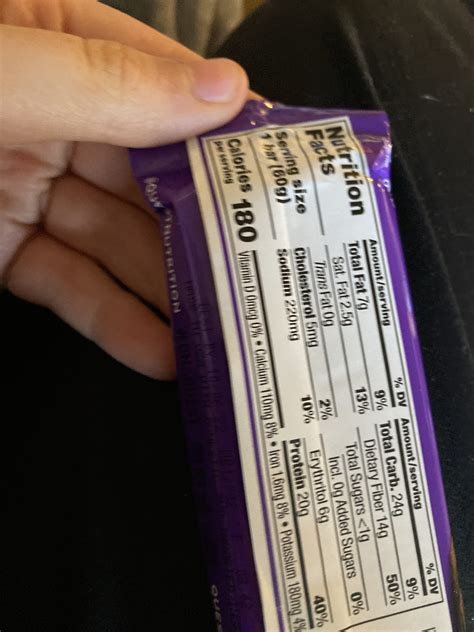 Nutrition
Facts
Serving size
1 bar (60g)
Calories 180
per serving
Amount/serving % DV
Total Fat 7g 9%
Sat. Fat 2.5g 13%
Trans Fat 0g
Cholesterol 5mg 2%
Sodium 220mg 10%
Amount/serving % DV
Total Carb. 24g 9%
Dietary Fiber 14g 50%
Total Sugars <1g
Incl. 0g Added Sugars 0%
Erythritol 6g
Protein 20g 40%
Vitamin D 0mcg 0% • Calcium 110mg 8% • Iron 1.6mg 8% • Potassium 180mg 4%
NUTRITION
QUES